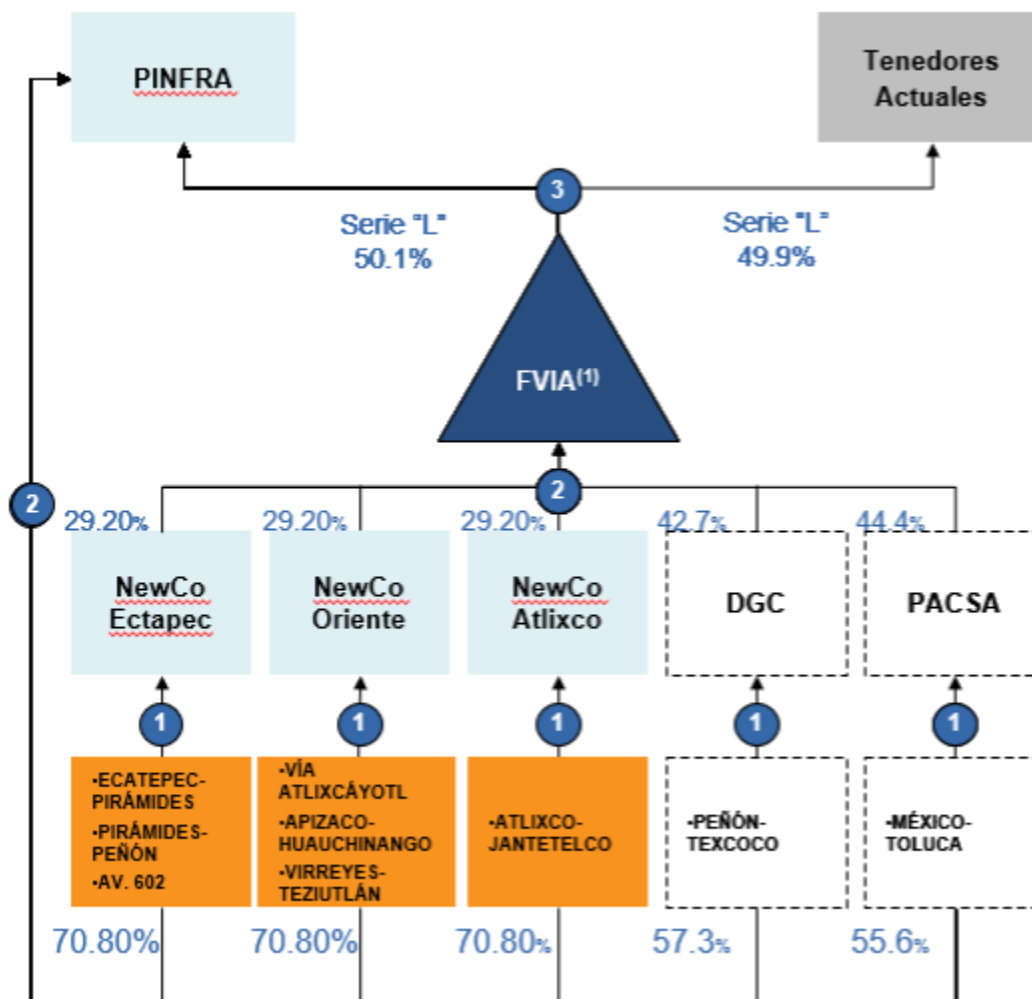 PINFRA
Tenedores
Actuales
3
Serie "L"
50.1%
Serie "L"
49.9%
FVIA(1)
2
2
29.20%
29.20%
29.20%
42.7%
44.4%
NewCo
Ectapec
NewCo
Oriente
NewCo
Atlixco
DGC
PACSA
1
1
1
1
1
•ECATEPEC-
PIRÁMIDES
•PIRÁMIDES-
PEÑÓN
•AV. 602
•VÍA
ATLIXCÁYOTL
•APIZACO-
HUAUCHINANGO
•VIRREYES-
TEZIUTLÁN
•ATLIXCO-
JANTETELCO
•PEÑÓN-
TEXCOCO
•MÉXICO-
TOLUCA
70.80%
70.80%
70.80%
57.3%
55.6%